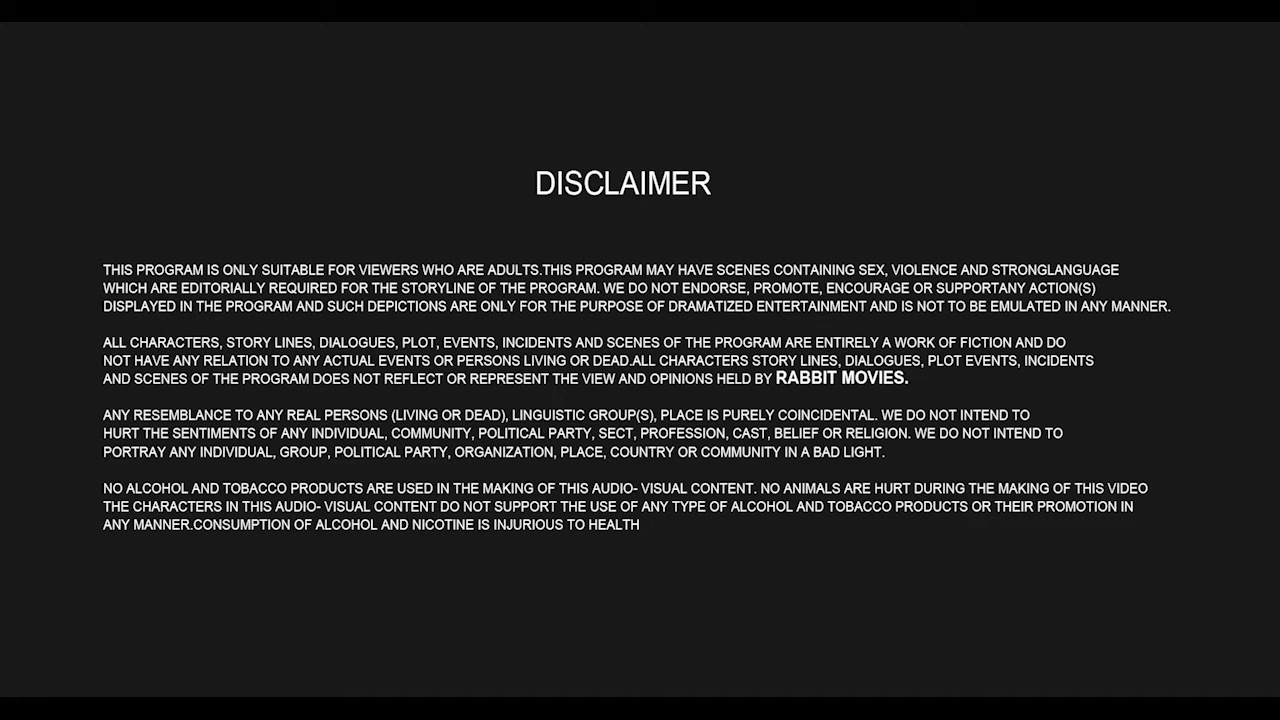 DISCLAIMER
THIS PROGRAM IS ONLY SUITABLE FOR VIEWERS WHO ARE ADULTS.THIS PROGRAM MAY HAVE SCENES CONTAINING SEX, VIOLENCE AND STRONGLANGUAGE
WHICH ARE EDITORIALLY REQUIRED FOR THE STORYLINE OF THE PROGRAM. WE DO NOT ENDORSE, PROMOTE, ENCOURAGE OR SUPPORTANY ACTION(S)
DISPLAYED IN THE PROGRAM AND SUCH DEPICTIONS ARE ONLY FOR THE PURPOSE OF DRAMATIZED ENTERTAINMENT AND IS NOT TO BE EMULATED IN ANY MANNER.
ALL CHARACTERS, STORY LINES, DIALOGUES, PLOT, EVENTS, INCIDENTS AND SCENES OF THE PROGRAM ARE ENTIRELY A WORK OF FICTION AND DO
NOT HAVE ANY RELATION TO ANY ACTUAL EVENTS OR PERSONS LIVING OR DEAD.ALL CHARACTERS STORY LINES, DIALOGUES, PLOT EVENTS, INCIDENTS
AND SCENES OF THE PROGRAM DOES NOT REFLECT OR REPRESENT THE VIEW AND OPINIONS HELD BY RABBIT MOVIES.
ANY RESEMBLANCE TO ANY REAL PERSONS (LIVING OR DEAD), LINGUISTIC GROUP(S), PLACE IS PURELY COINCIDENTAL. WE DO NOT INTEND TO
HURT THE SENTIMENTS OF ANY INDIVIDUAL, COMMUNITY, POLITICAL PARTY, SECT, PROFESSION, CAST, BELIEF OR RELIGION. WE DO NOT INTEND TO
PORTRAY ANY INDIVIDUAL, GROUP, POLITICAL PARTY, ORGANIZATION, PLACE, COUNTRY OR COMMUNITY IN A BAD LIGHT.
NO ALCOHOL AND TOBACCO PRODUCTS ARE USED IN THE MAKING OF THIS AUDIO- VISUAL CONTENT. NO ANIMALS ARE HURT DURING THE MAKING OF THIS VIDEO
THE CHARACTERS IN THIS AUDIO- VISUAL CONTENT DO NOT SUPPORT THE USE OF ANY TYPE OF ALCOHOL AND TOBACCO PRODUCTS OR THEIR PROMOTION IN
ANY MANNER.CONSUMPTION OF ALCOHOL AND NICOTINE IS INJURIOUS TO HEALTH